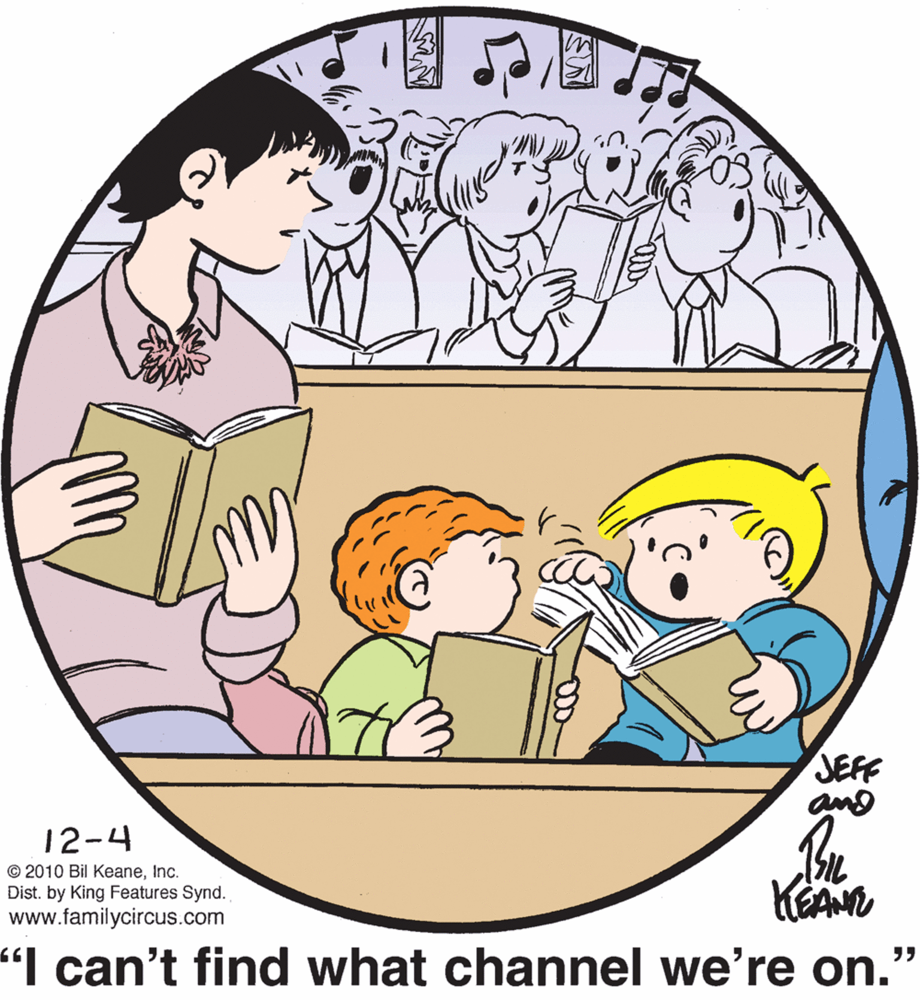 12-4
© 2010 Bil Keane, Inc.
Dist. by King Features Synd.
www.familycircus.com
JEFF
and
BIL
KEANE
“I can’t find what channel we’re on.”